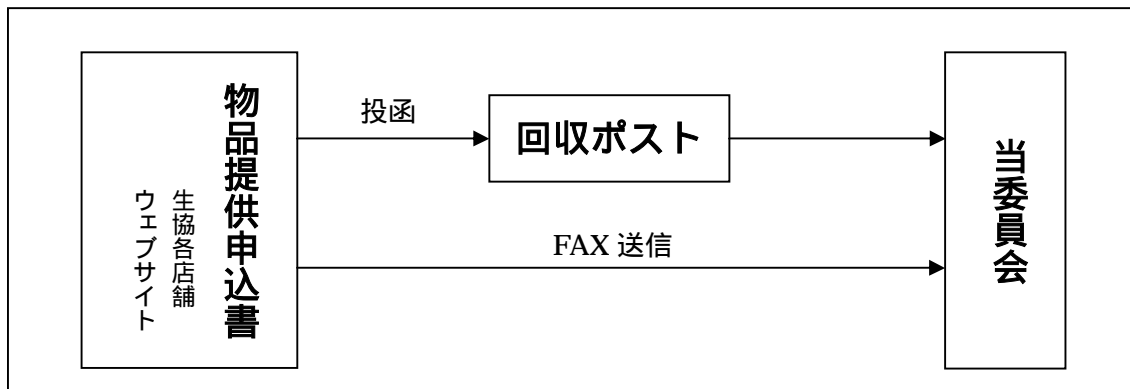 物品提供申込書
生協各店舗
ウェブサイト
投函
回収ポスト
FAX 送信
当委員会